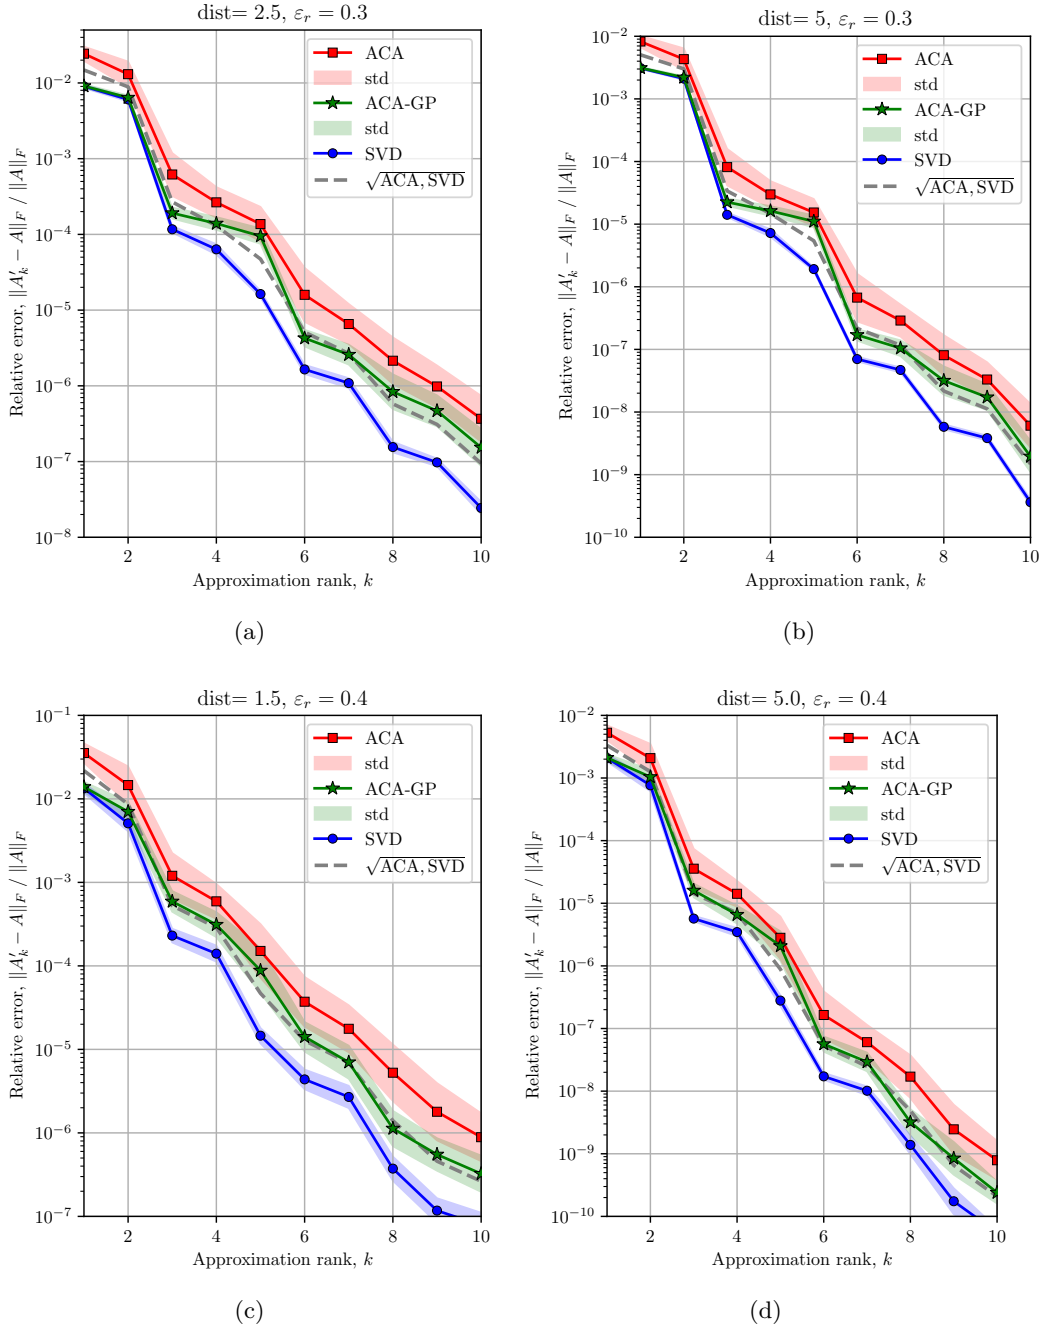 dist= 2.5, εr = 0.3
Relative error, ‖A′k − A‖F / ‖A‖F
10−2
10−3
10−4
10−5
10−6
10−7
10−8
ACA
std
ACA-GP
std
SVD
√ACA, SVD
2
4
6
8
10
Approximation rank, k
(a)
dist= 5, εr = 0.3
Relative error, ‖A′k − A‖F / ‖A‖F
10−2
10−3
10−4
10−5
10−6
10−7
10−8
10−9
10−10
ACA
std
ACA-GP
std
SVD
√ACA, SVD
2
4
6
8
10
Approximation rank, k
(b)
dist= 1.5, εr = 0.4
Relative error, ‖A′k − A‖F / ‖A‖F
10−1
10−2
10−3
10−4
10−5
10−6
10−7
ACA
std
ACA-GP
std
SVD
√ACA, SVD
2
4
6
8
10
Approximation rank, k
(c)
dist= 5.0, εr = 0.4
Relative error, ‖A′k − A‖F / ‖A‖F
10−2
10−3
10−4
10−5
10−6
10−7
10−8
10−9
10−10
ACA
std
ACA-GP
std
SVD
√ACA, SVD
2
4
6
8
10
Approximation rank, k
(d)